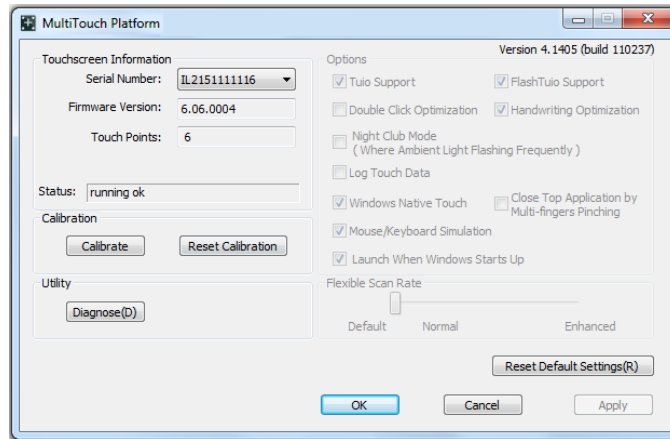 MultiTouch Platform
Version 4.1405 (build 110237)
Touchscreen Information
Serial Number: IL2151111116
Firmware Version: 6.06.0004
Touch Points: 6
Status: running ok
Calibration
Calibrate Reset Calibration
Utility
Diagnose(D)
Options
Tuio Support FlashTuio Support
Double Click Optimization Handwriting Optimization
Night Club Mode
( Where Ambient Light Flashing Frequently )
Log Touch Data
Windows Native Touch Close Top Application by
Multi-fingers Pinching
Mouse/Keyboard Simulation
Launch When Windows Starts Up
Flexible Scan Rate
Default Normal Enhanced
Reset Default Settings(R)
OK Cancel Apply